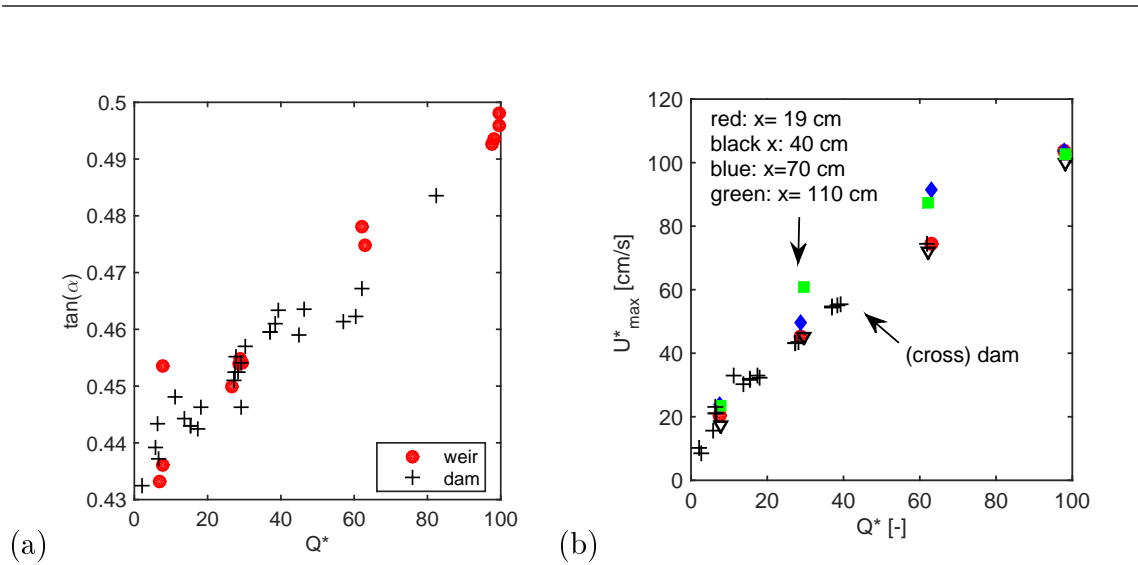 0.5
0.49
0.48
0.47
0.46
0.45
0.44
0.43
tan(α)
0 20 40 60 80 100
Q*
weir
dam
(a)
120
100
80
60
40
20
0
U*max [cm/s]
red: x= 19 cm
black x: 40 cm
blue: x=70 cm
green: x= 110 cm
(cross) dam
0 20 40 60 80 100
Q* [-]
(b)